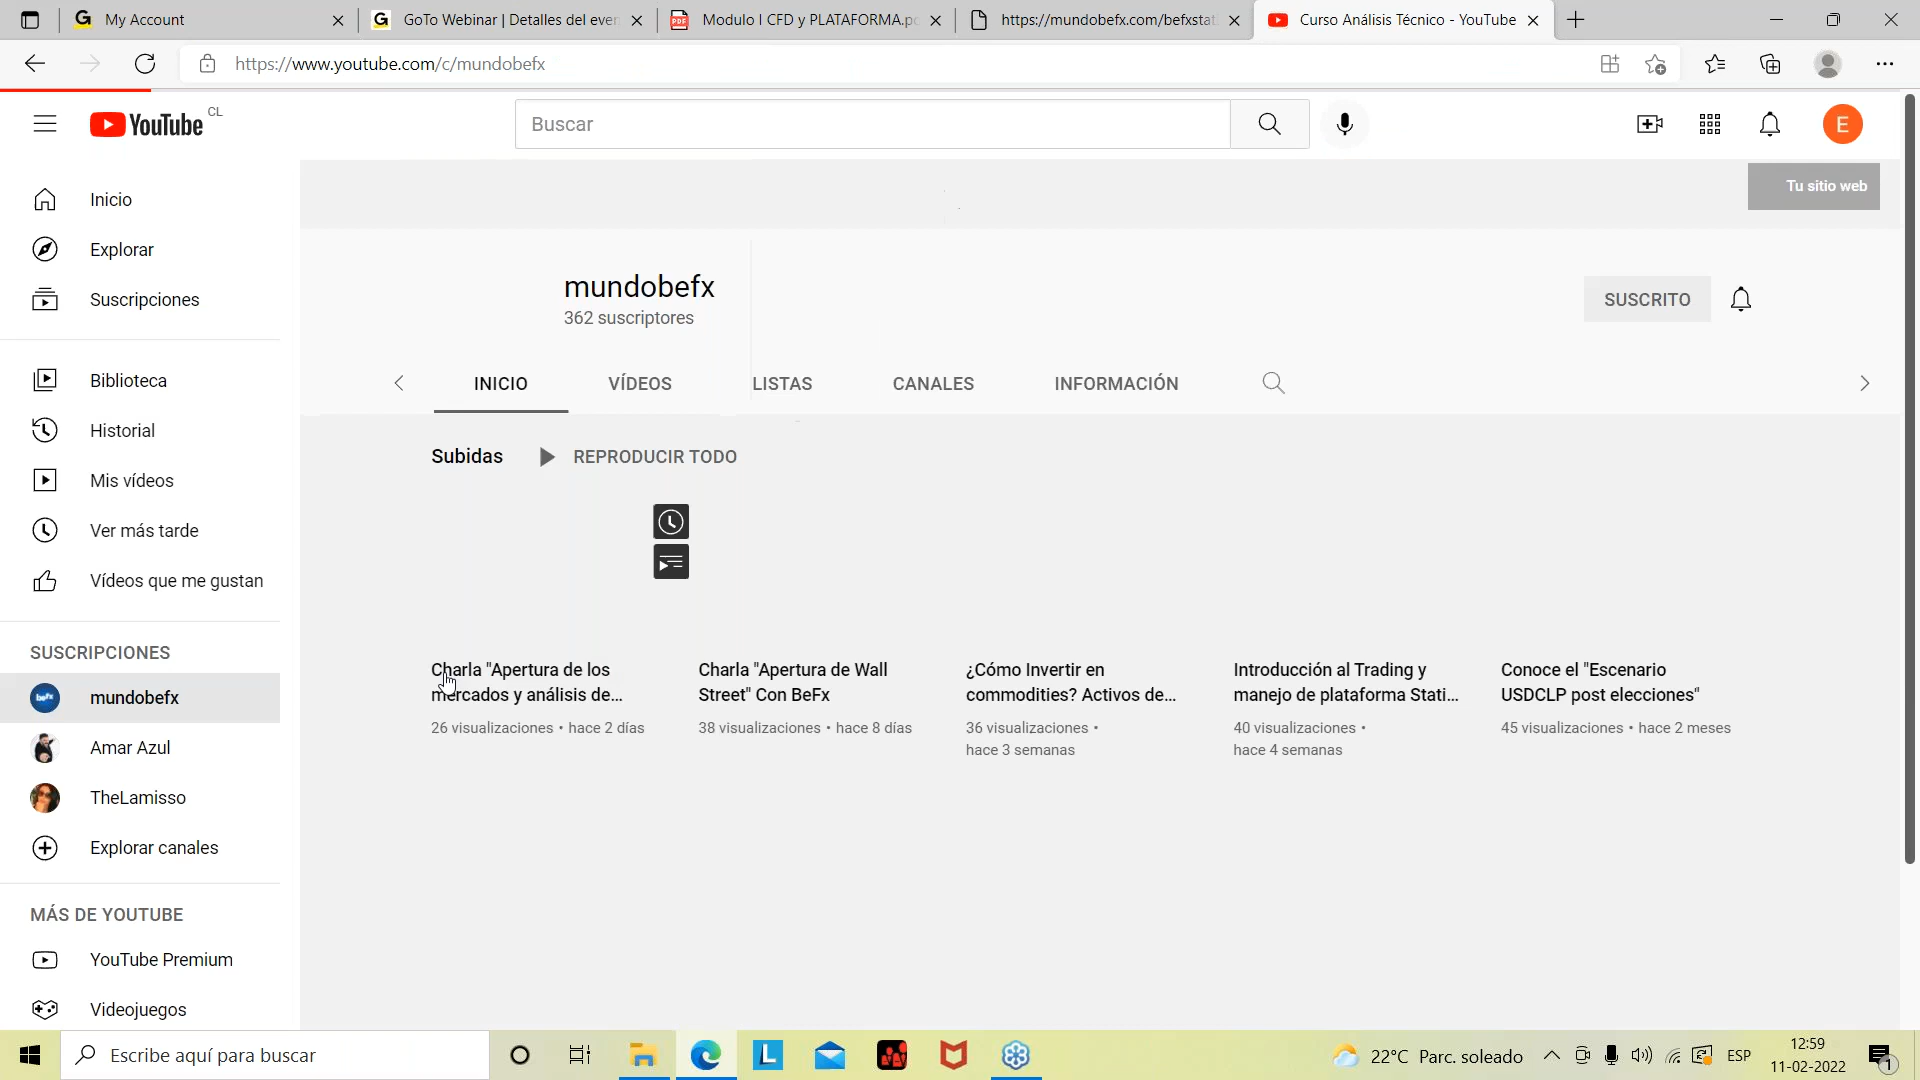 My Account
GoTo Webinar | Detalles del even
Modulo I CFD y PLATAFORMA.pd
https://mundobefx.com/befxstat
Curso Análisis Técnico - YouTube
https://www.youtube.com/c/mundobefx
YouTube CL
Buscar
E
Inicio
Explorar
Suscripciones
Biblioteca
Historial
Mis vídeos
Ver más tarde
Vídeos que me gustan
SUSCRIPCIONES
mundobefx
Amar Azul
TheLamisso
Explorar canales
MÁS DE YOUTUBE
YouTube Premium
Videojuegos
Tu sitio web
mundobefx
362 suscriptores
SUSCRITO
INICIO
VÍDEOS
LISTAS
CANALES
INFORMACIÓN
Subidas
REPRODUCIR TODO
Charla "Apertura de los
mercados y análisis de...
26 visualizaciones • hace 2 días
Charla "Apertura de Wall
Street" Con BeFx
38 visualizaciones • hace 8 días
¿Cómo Invertir en
commodities? Activos de...
36 visualizaciones •
hace 3 semanas
Introducción al Trading y
manejo de plataforma Stati...
40 visualizaciones •
hace 4 semanas
Conoce el "Escenario
USDCLP post elecciones"
45 visualizaciones • hace 2 meses
Escribe aquí para buscar
22°C Parc. soleado
ESP
12:59
11-02-2022
1